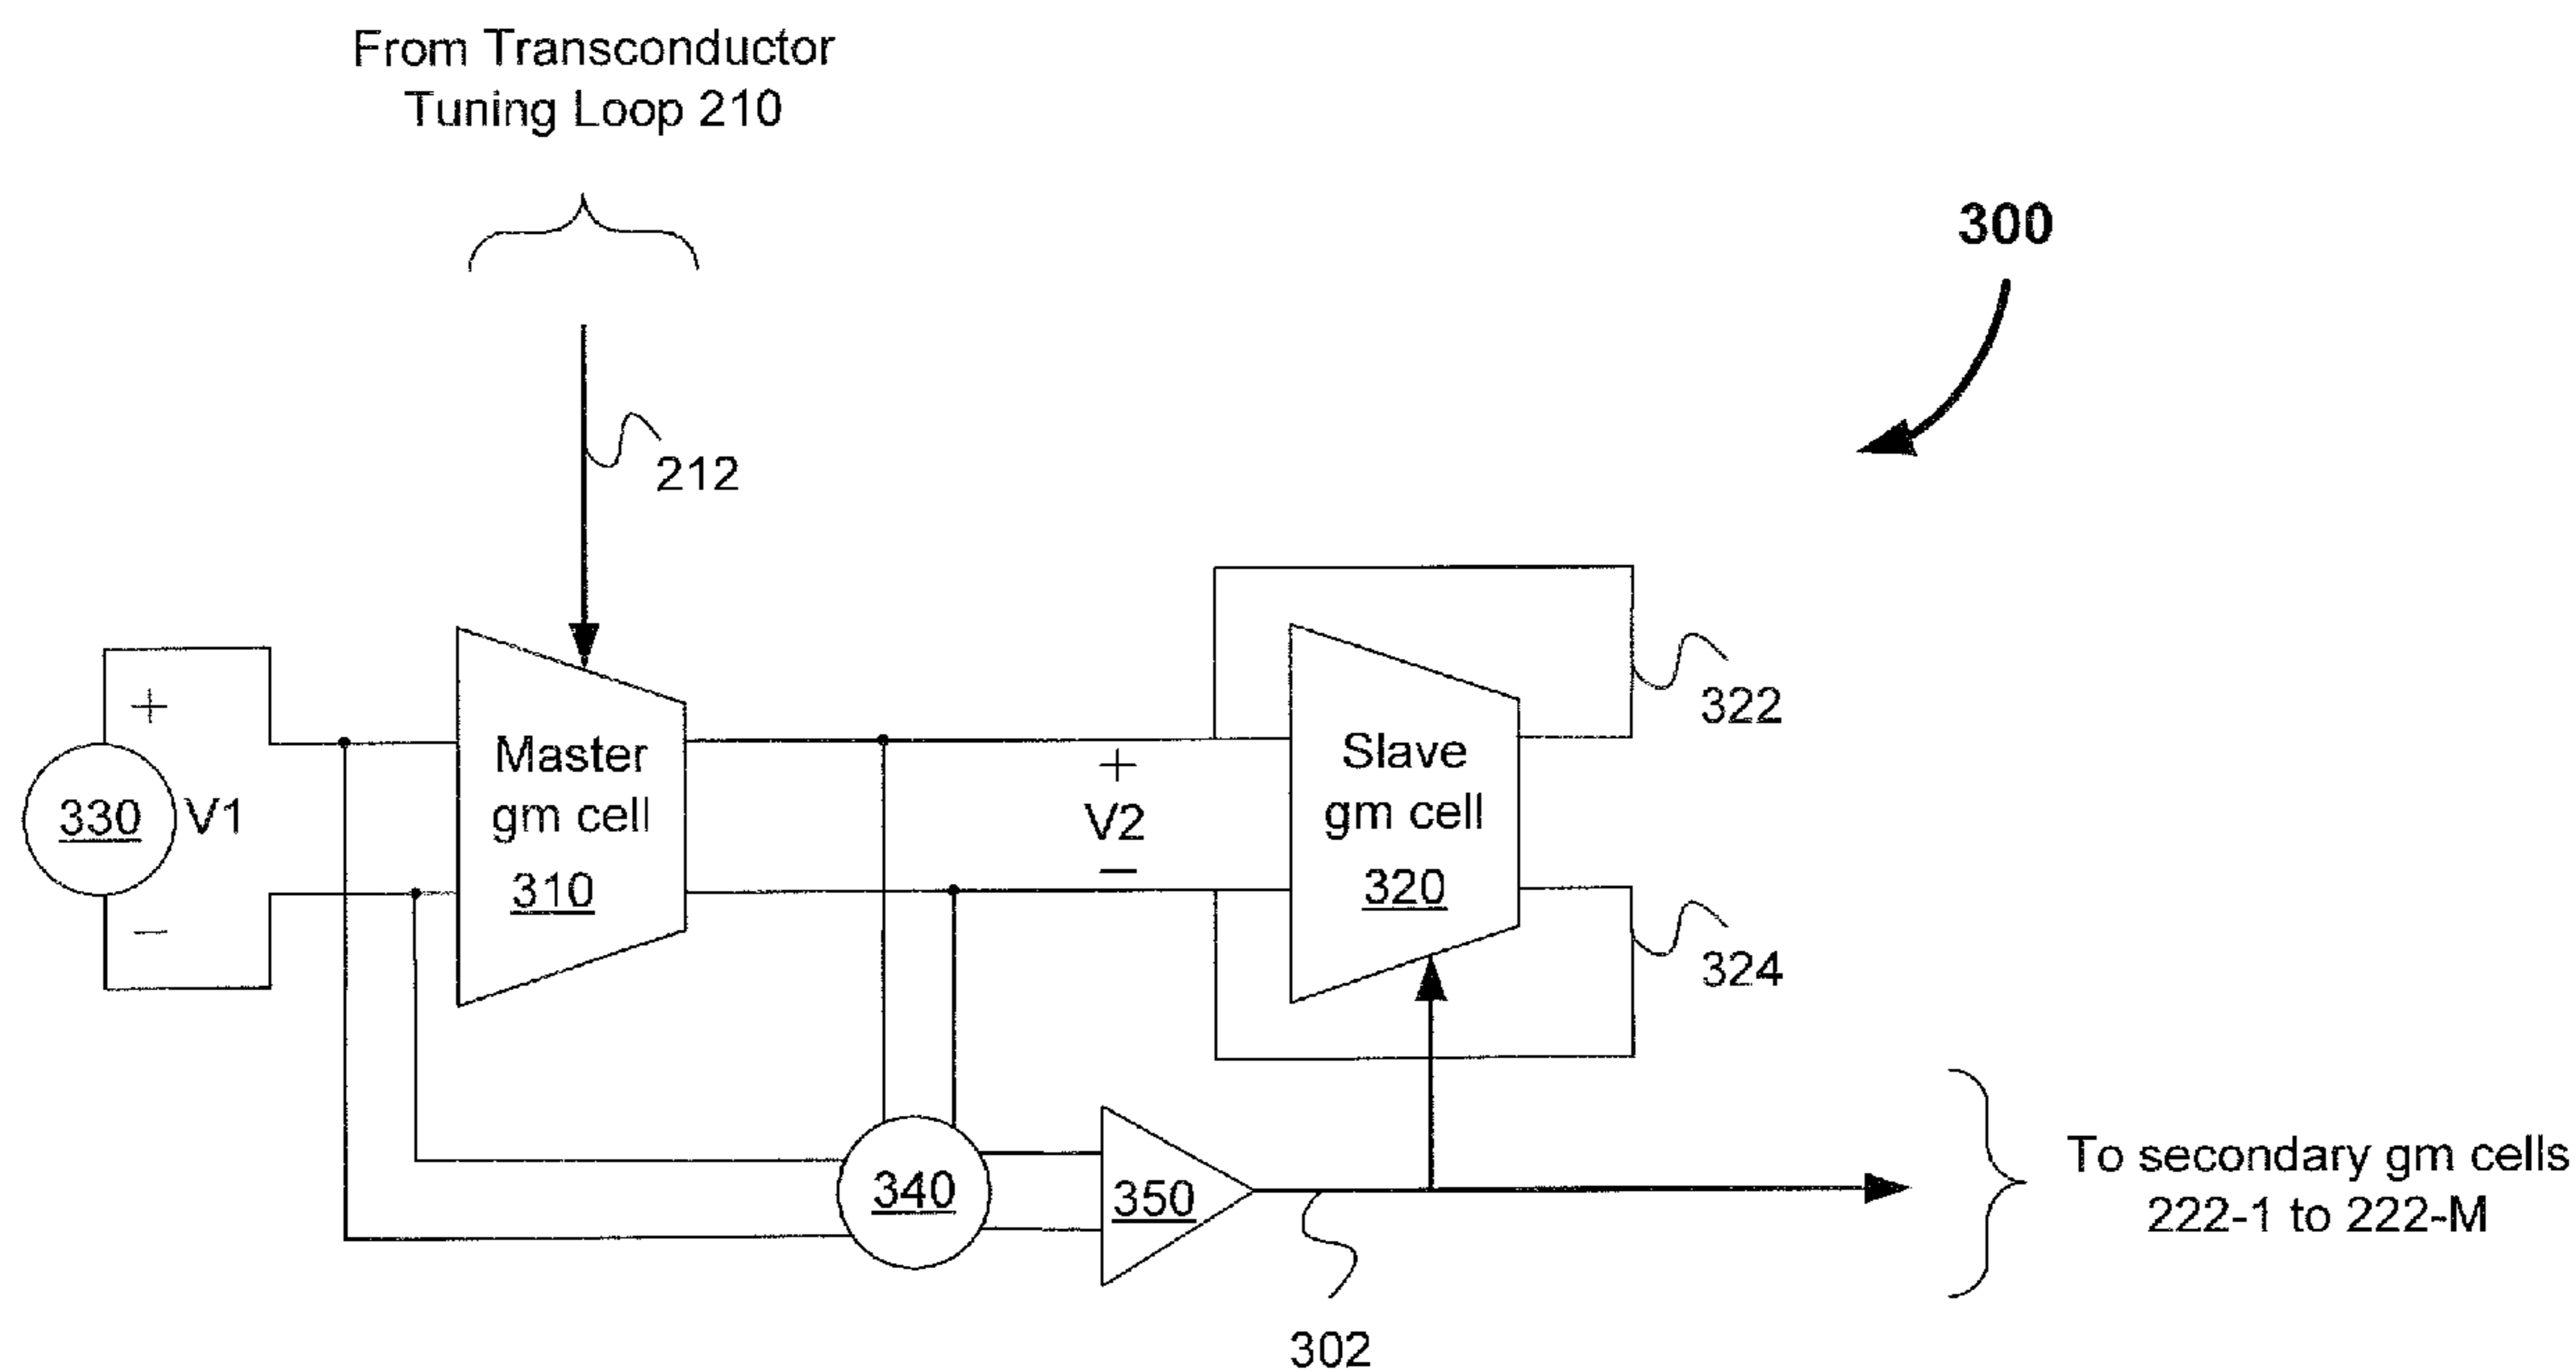 From Transconductor
Tuning Loop 210
300
212
322
+
Master
gm cell
310
+
V2
−
Slave
gm cell
320
330
V1
−
324
340
350
To secondary gm cells
222-1 to 222-M
302